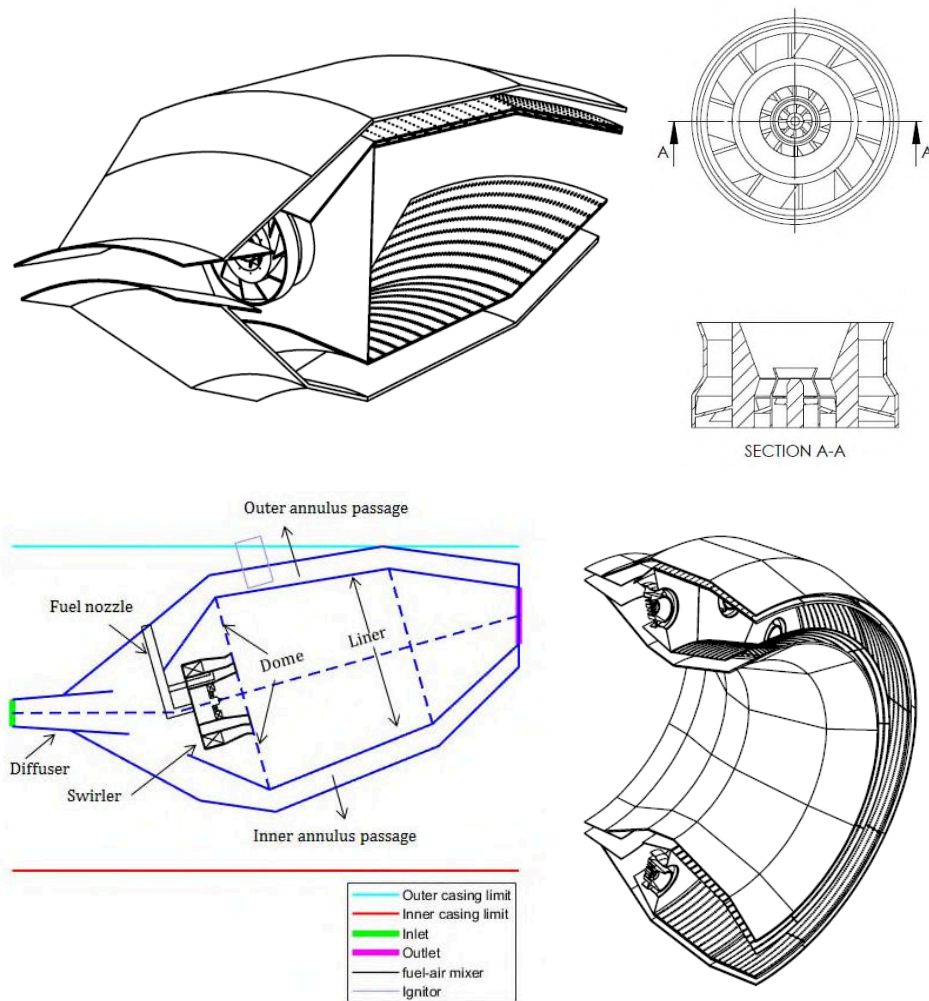 A
A
SECTION A-A
Outer annulus passage
Fuel nozzle
Dome
Liner
Diffuser
Swirler
Inner annulus passage
Outer casing limit
Inner casing limit
Inlet
Outlet
fuel-air mixer
Ignitor